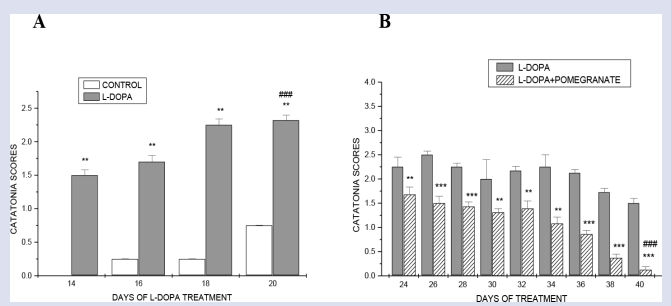 A
CONTROL
L-DOPA
CATATONIA SCORES
2.5
2.0
1.5
1.0
0.5
0.0
**
**
**
###
**
14 16 18 20
DAYS OF L-DOPA TREATMENT
B
L-DOPA
L-DOPA+POMEGRANATE
CATATONIA SCORES
4.0
3.5
3.0
2.5
2.0
1.5
1.0
0.5
0.0
**
***
***
**
**
**
***
***
###
***
24 26 28 30 32 34 36 38 40
DAYS OF TREATMENT